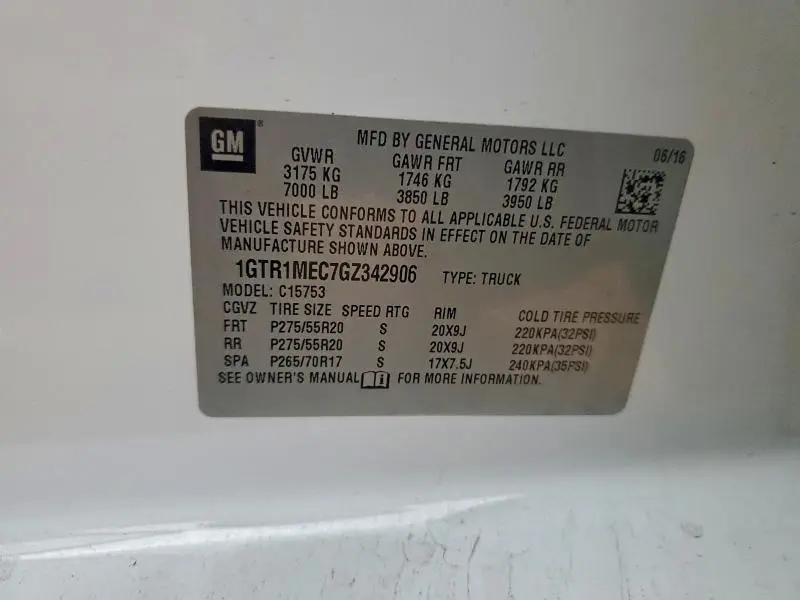 GM®
MFD BY GENERAL MOTORS LLC
06/16
GVWR GAWR FRT GAWR RR
3175 KG 1746 KG 1792 KG
7000 LB 3850 LB 3950 LB
THIS VEHICLE CONFORMS TO ALL APPLICABLE U.S. FEDERAL MOTOR
VEHICLE SAFETY STANDARDS IN EFFECT ON THE DATE OF
MANUFACTURE SHOWN ABOVE.
1GTR1MEC7GZ342906 TYPE: TRUCK
MODEL: C15753
CGVZ TIRE SIZE SPEED RTG RIM COLD TIRE PRESSURE
FRT P275/55R20 S 20X9J 220KPA(32PSI)
RR P275/55R20 S 20X9J 220KPA(32PSI)
SPA P265/70R17 S 17X7.5J 240KPA(35PSI)
SEE OWNER'S MANUAL i FOR MORE INFORMATION.